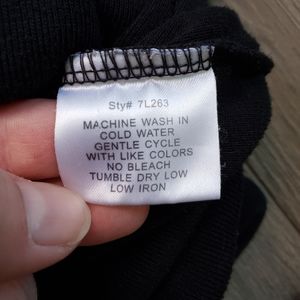 Sty# 7L263
MACHINE WASH IN
COLD WATER
GENTLE CYCLE
WITH LIKE COLORS
NO BLEACH
TUMBLE DRY LOW
LOW IRON